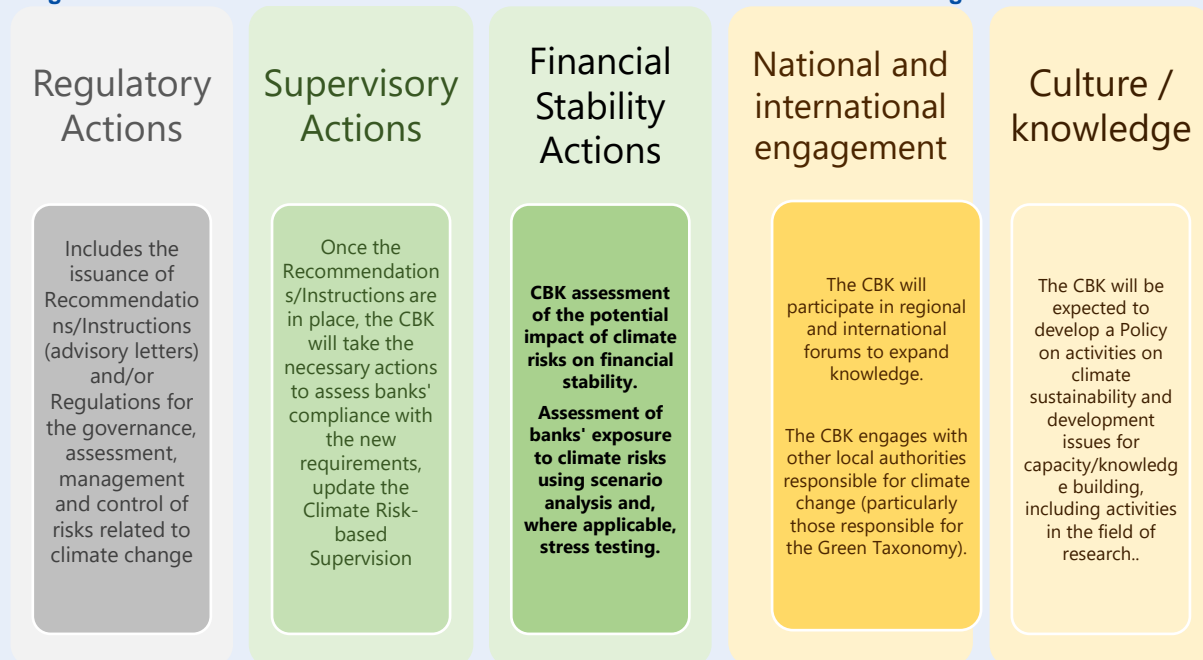 Regulatory
Actions
Includes the
issuance of
Recommendatio
ns/Instructions
(advisory letters)
and/or
Regulations for
the governance,
assessment,
management
and control of
risks related to
climate change
Supervisory
Actions
Once the
Recommendation
s/Instructions are
in place, the CBK
will take the
necessary actions
to assess banks'
compliance with
the new
requirements,
update the
Climate Risk-
based
Supervision
Financial
Stability
Actions
CBK assessment
of the potential
impact of climate
risks on financial
stability.
Assessment of
banks' exposure
to climate risks
using scenario
analysis and,
where applicable,
stress testing.
National and
international
engagement
The CBK will
participate in regional
and international
forums to expand
knowledge.
The CBK engages with
other local authorities
responsible for climate
change (particularly
those responsible for
the Green Taxonomy).
Culture /
knowledge
The CBK will be
expected to
develop a Policy
on activities on
climate
sustainability and
development
issues for
capacity/knowledg
e building,
including activities
in the field of
research..